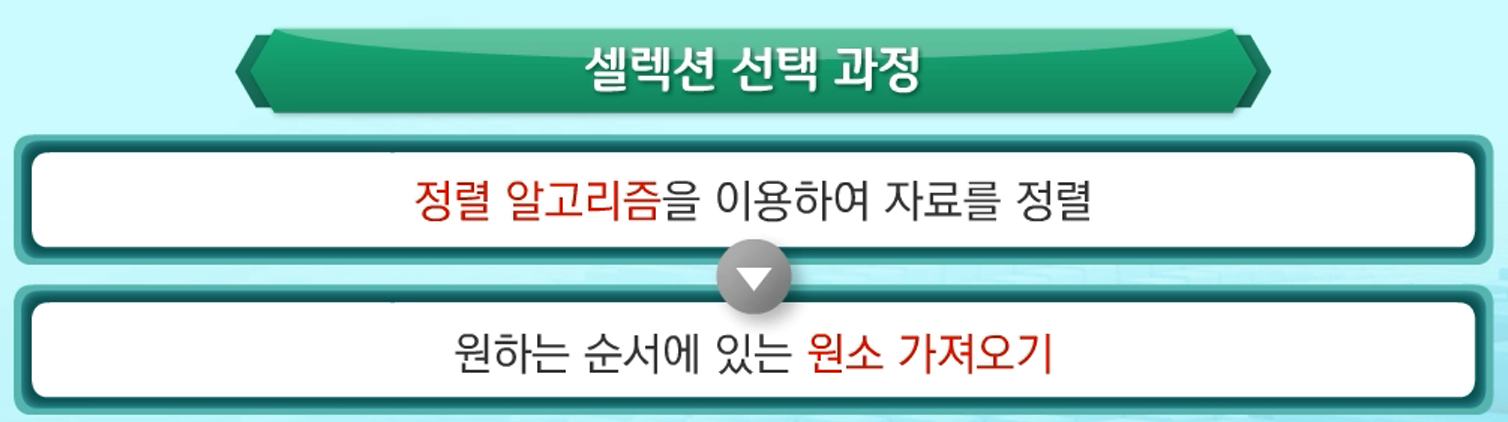 셀렉션 선택 과정
정렬 알고리즘을 이용하여 자료를 정렬
원하는 순서에 있는 원소 가져오기